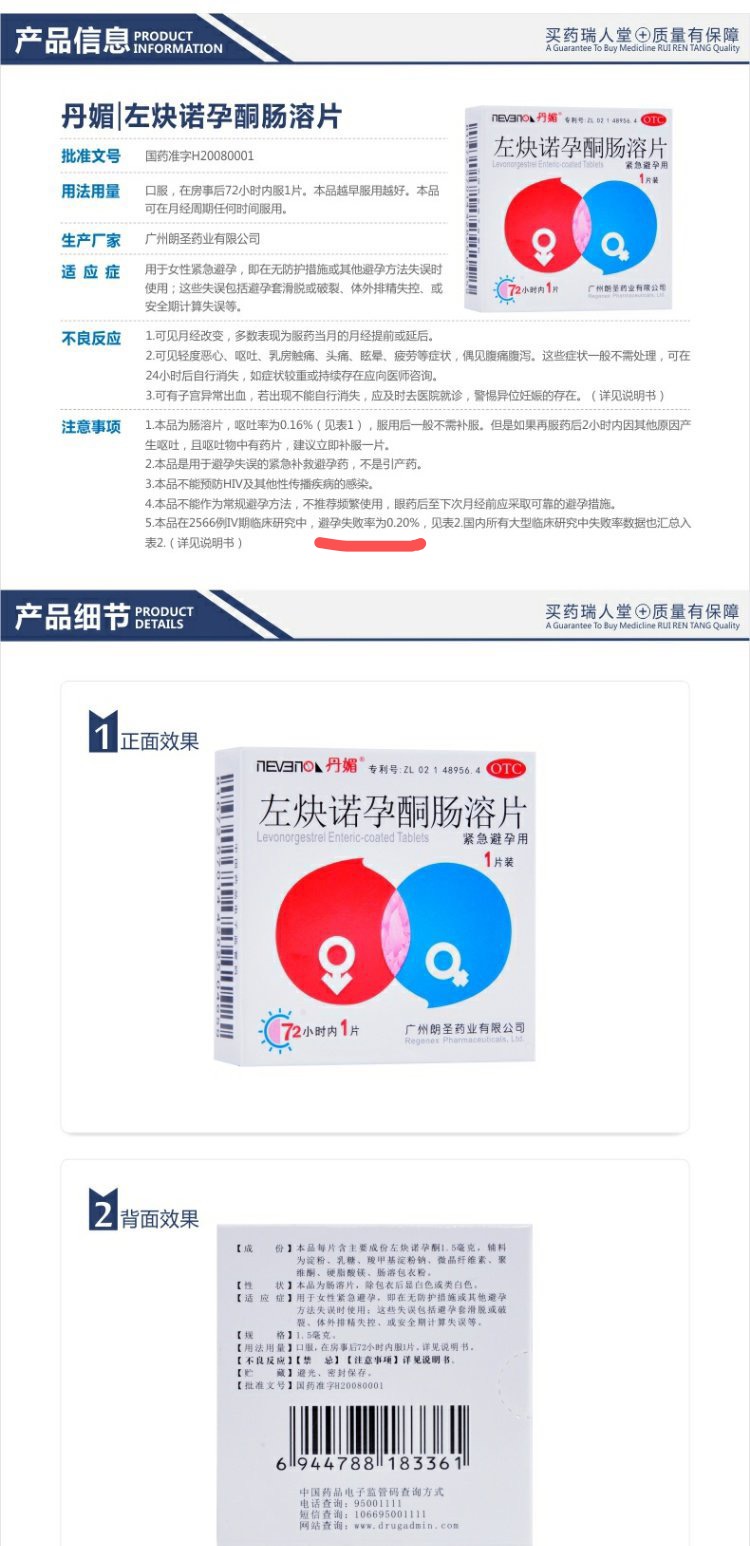 产品信息 PRODUCT INFORMATION
买药瑞人堂⊕质量有保障
A Guarantee To Buy Medicline RUI REN TANG Quality
丹媚|左炔诺孕酮肠溶片
批准文号 国药准字H20080001
用法用量 口服，在房事后72小时内服1片。本品越早服用越好。本品
可在月经周期任何时间服用。
生产厂家 广州朗圣药业有限公司
适应症 用于女性紧急避孕，即在无防护措施或其他避孕方法失误时
使用；这些失误包括避孕套滑脱或破裂、体外排精失控、或
安全期计算失误等。
NEVENOL丹媚® 专利号:ZL 02 1 48956.4 OTC
左炔诺孕酮肠溶片
Levonorgestrel Enteric-coated Tablets
紧急避孕用
1片装
72小时内1片
广州朗圣药业有限公司
Regenex Pharmaceuticals, Ltd.
不良反应 1.可见月经改变，多数表现为服药当月的月经提前或延后。
2.可见轻度恶心、呕吐、乳房触痛、头痛、眩晕、疲劳等症状，偶见腹痛腹泻。这些症状一般不需处理，可在
24小时后自行消失，如症状较重或持续存在应向医师咨询。
3.可有子宫异常出血，若出现不能自行消失，应及时去医院就诊，警惕异位妊娠的存在。（详见说明书）
注意事项 1.本品为肠溶片，呕吐率为0.16%（见表1），服用后一般不需补服。但是如果再服药后2小时内因其他原因产
生呕吐，且呕吐物中有药片，建议立即补服一片。
2.本品是用于避孕失误的紧急补救避孕药，不是引产药。
3.本品不能预防HIV及其他性传播疾病的感染。
4.本品不能作为常规避孕方法，不推荐频繁使用，眼药后至下次月经前应采取可靠的避孕措施。
5.本品在2566例IV期临床研究中，避孕失败率为0.20%，见表2.国内所有大型临床研究中失败率数据也汇总入
表2.（详见说明书）
产品细节 PRODUCT DETAILS
买药瑞人堂⊕质量有保障
A Guarantee To Buy Medicline RUI REN TANG Quality
1 正面效果
NEVENOL丹媚® 专利号:ZL 02 1 48956.4 OTC
左炔诺孕酮肠溶片
Levonorgestrel Enteric-coated Tablets
紧急避孕用
1片装
72小时内1片
广州朗圣药业有限公司
Regenex Pharmaceuticals, Ltd.
2 背面效果
【成 份】本品每片含主要成份左炔诺孕酮1.5毫克，辅料
为淀粉、乳糖、羧甲基淀粉钠、微晶纤维素、聚
维酮、硬脂酸镁、肠溶包衣粉。
【性 状】本品为肠溶片，除包衣后显白色或类白色。
【适 应 症】用于女性紧急避孕，即在无防护措施或其他避孕
方法失误时使用；这些失误包括避孕套滑脱或破
裂、体外排精失控、或安全期计算失误等。
【规 格】1.5毫克。
【用法用量】口服，在房事后72小时内服1片。详见说明书。
【不良反应】【禁 忌】【注意事项】详见说明书。
【贮 藏】避光、密封保存。
【批准文号】国药准字H20080001
6 944788 183361
中国药品电子监管码查询方式
电话查询：95001111
短信查询：106695001111
网站查询：www.drugadmin.com